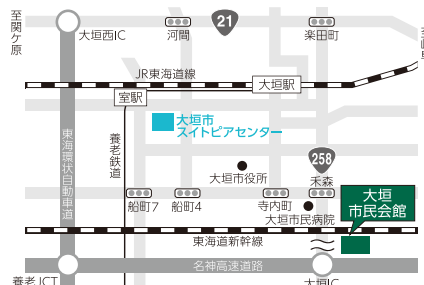 至関ケ原
大垣西IC
河間
21
楽田町
JR東海道線
大垣駅
室駅
大垣市
スイトピアセンター
東海環状自動車道
養老鉄道
大垣市役所
258
禾森
船町7
船町4
寺内町
大垣市民病院
大垣
市民会館
東海道新幹線
名神高速道路
養老JCT
大垣IC